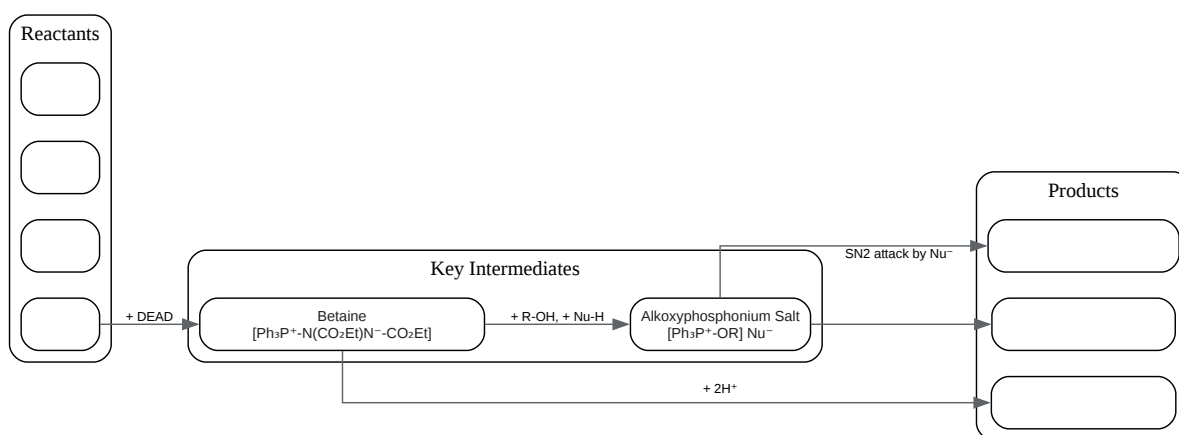 Reactants
Products
Key Intermediates
SN2 attack by Nu⁻
+ DEAD
Betaine
[Ph₃P⁺-N(CO₂Et)N⁻-CO₂Et]
+ R-OH, + Nu-H
Alkoxyphosphonium Salt
[Ph₃P⁺-OR] Nu⁻
+ 2H⁺